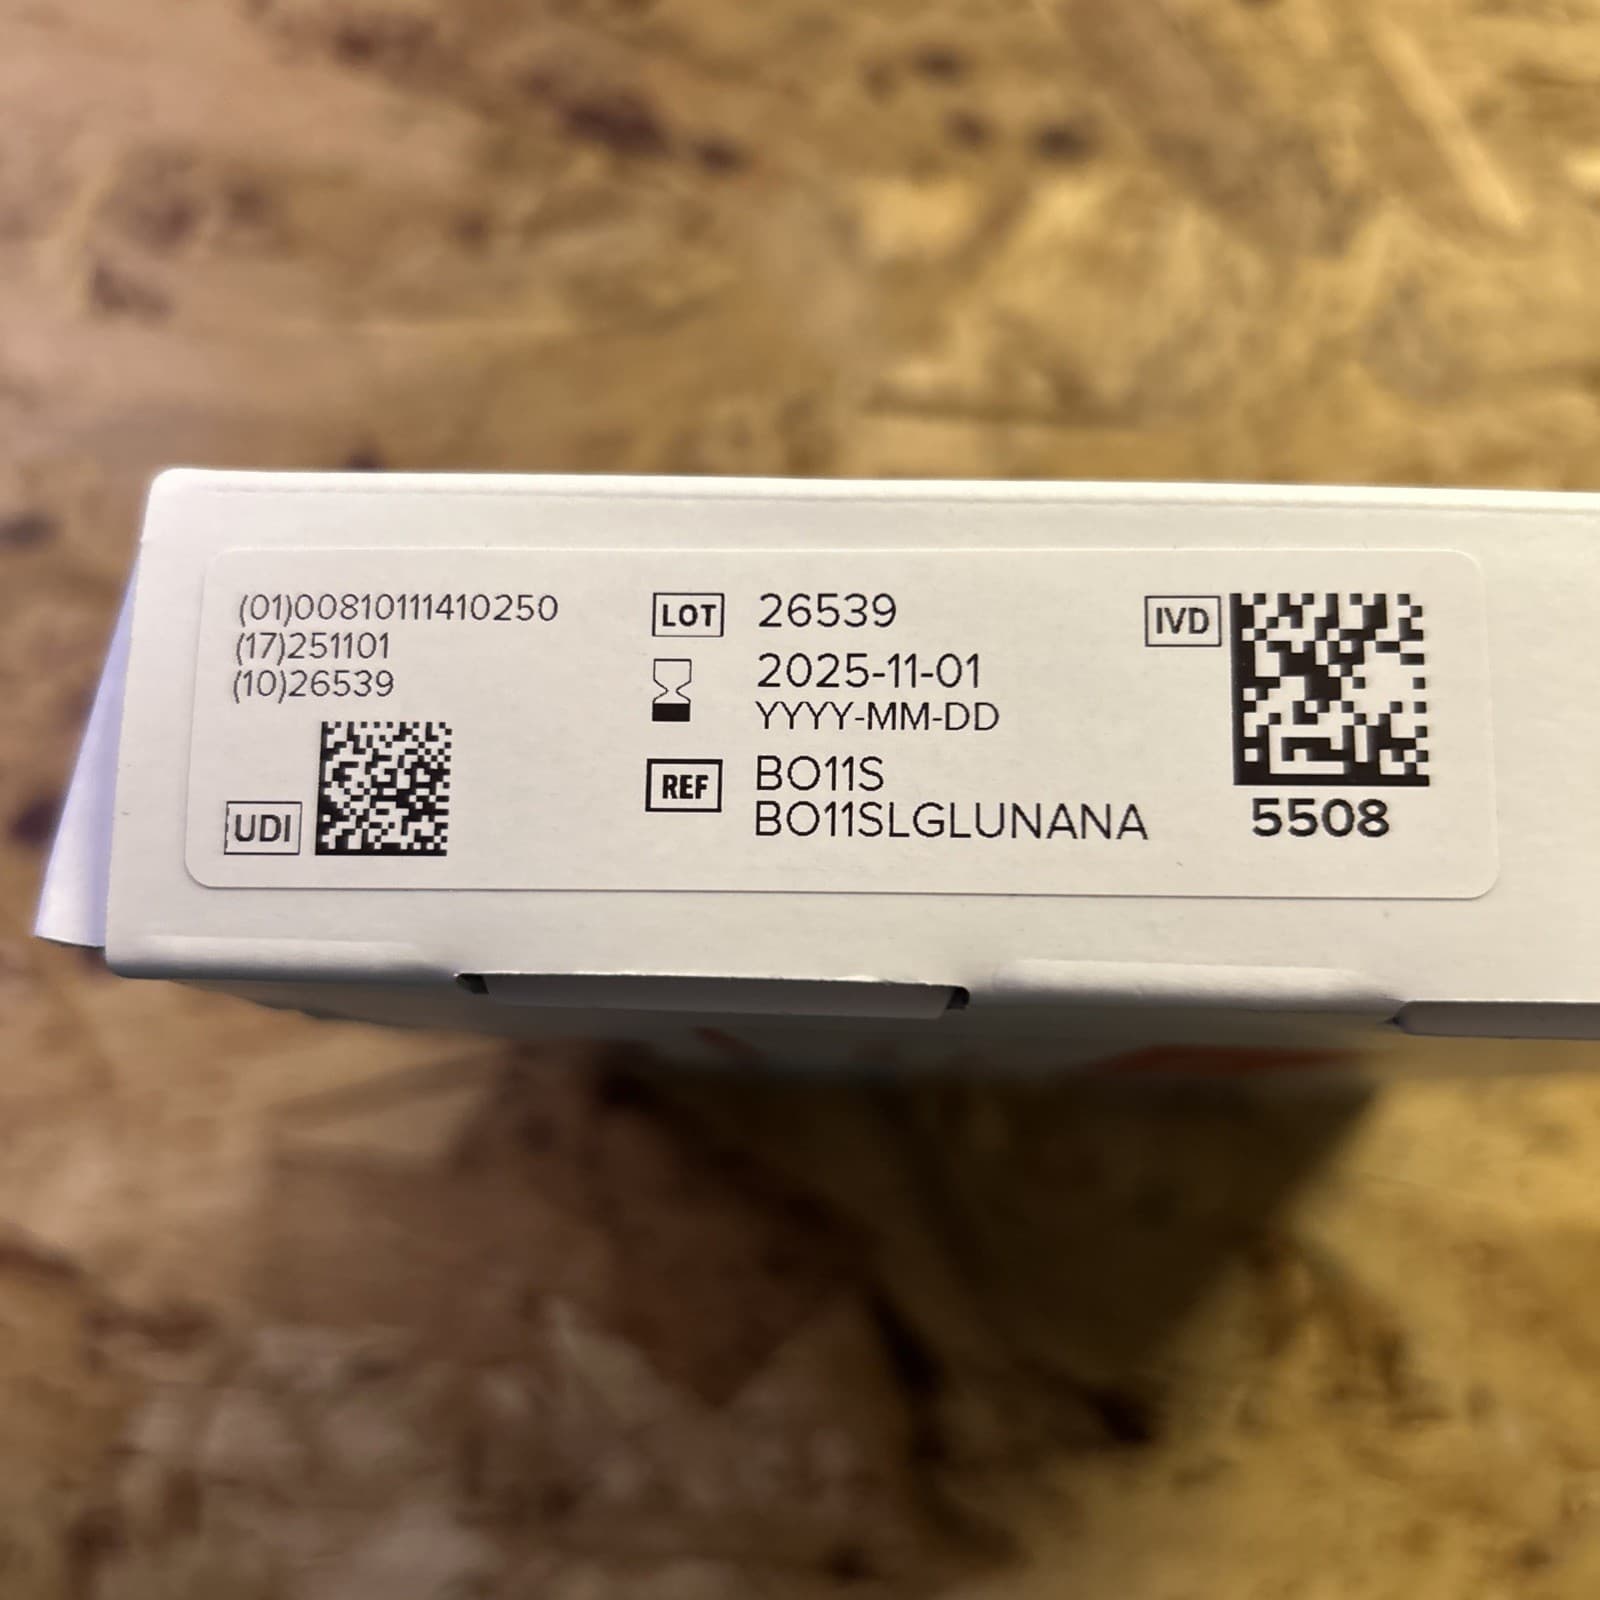 (01)00810111410250
(17)251101
(10)26539
UDI
LOT 26539
2025-11-01
YYYY-MM-DD
REF BO11S
BO11SLGLUNANA
IVD
5508